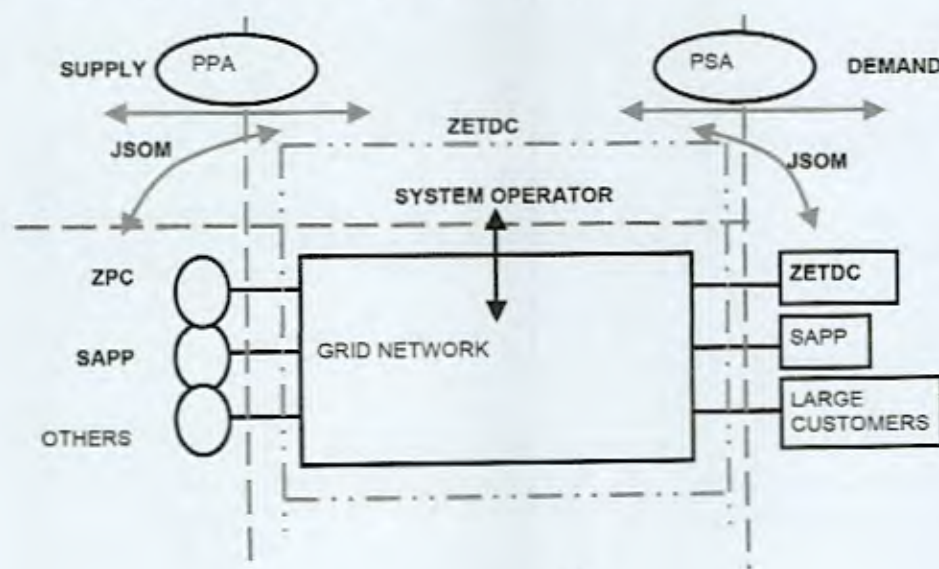 SUPPLY
PPA
PSA
DEMAND
JSOM
ZETDC
JSOM
SYSTEM OPERATOR
ZPC
ZETDC
SAPP
GRID NETWORK
SAPP
OTHERS
LARGE
CUSTOMERS